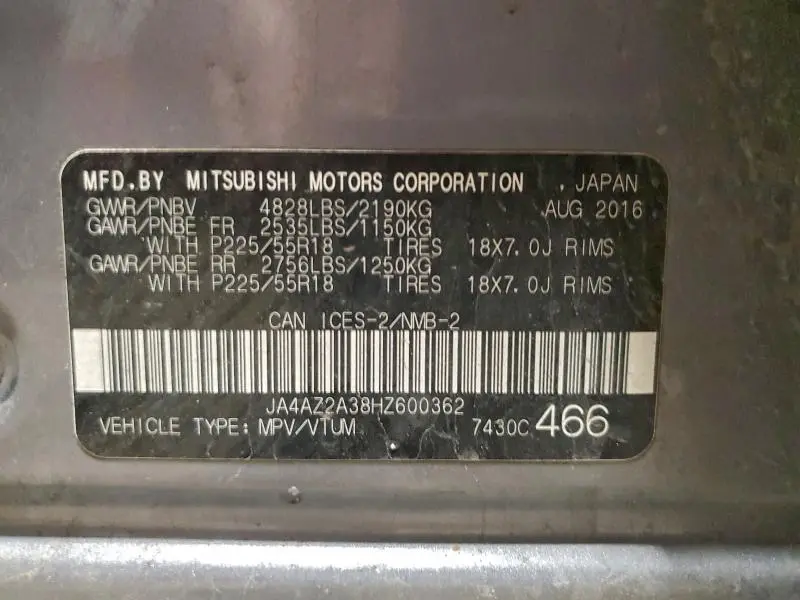 MFD.BY MITSUBISHI MOTORS CORPORATION . JAPAN
GVWR/PNBV 4828LBS/2190KG AUG 2016
GAWR/PNBE FR 2535LBS/1150KG
WITH P225/55R18 TIRES 18X7.0J RIMS
GAWR/PNBE RR 2756LBS/1250KG
WITH P225/55R18 TIRES 18X7.0J RIMS
CAN ICES-2/NMB-2
JA4AZ2A38HZ600362
VEHICLE TYPE: MPV/VTUM 7430C 466